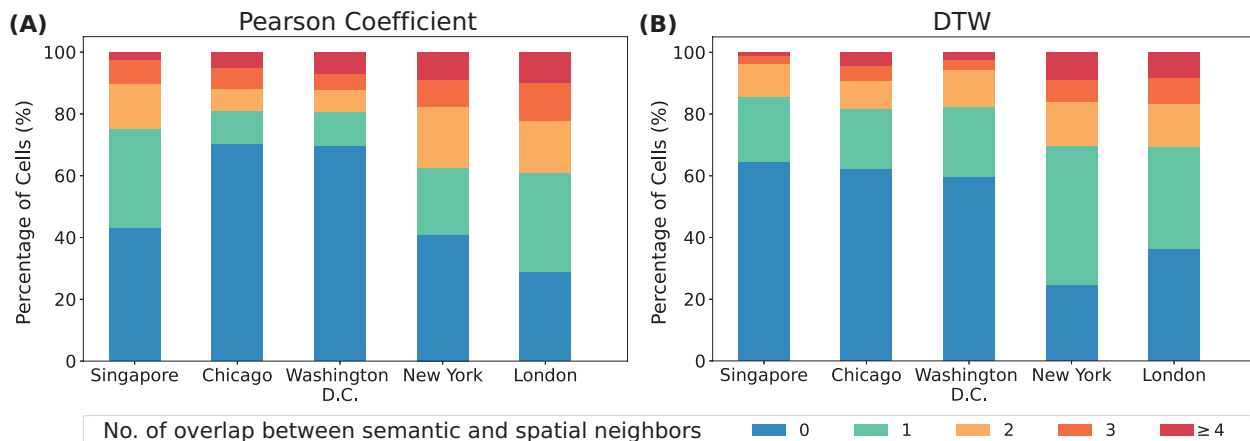 (A)
Pearson Coefficient
100
80
60
40
20
0
Percentage of Cells (%)
Singapore
Chicago
Washington
D.C.
New York
London
(B)
DTW
100
80
60
40
20
0
Percentage of Cells (%)
Singapore
Chicago
Washington
D.C.
New York
London
No. of overlap between semantic and spatial neighbors 0 1 2 3 ≥4